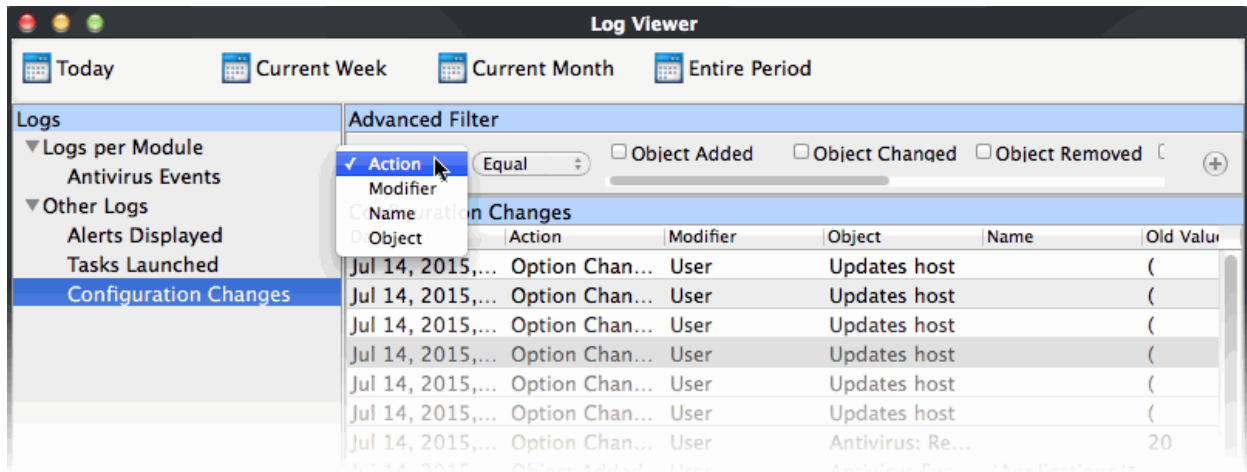 Log Viewer
Today Current Week Current Month Entire Period
Logs
Advanced Filter
Logs per Module
Antivirus Events
Other Logs
Alerts Displayed
Tasks Launched
Configuration Changes
✓ Action
Modifier
Name
Object
Equal
Object Added Object Changed Object Removed
Configuration Changes
Action Modifier Object Name Old Valu
Jul 14, 2015,... Option Chan... User Updates host (
Jul 14, 2015,... Option Chan... User Updates host (
Jul 14, 2015,... Option Chan... User Updates host (
Jul 14, 2015,... Option Chan... User Updates host (
Jul 14, 2015,... Option Chan... User Updates host (
Jul 14, 2015,... Option Chan... User Updates host (
Jul 14, 2015,... Option Chan... User Antivirus: Re... 20